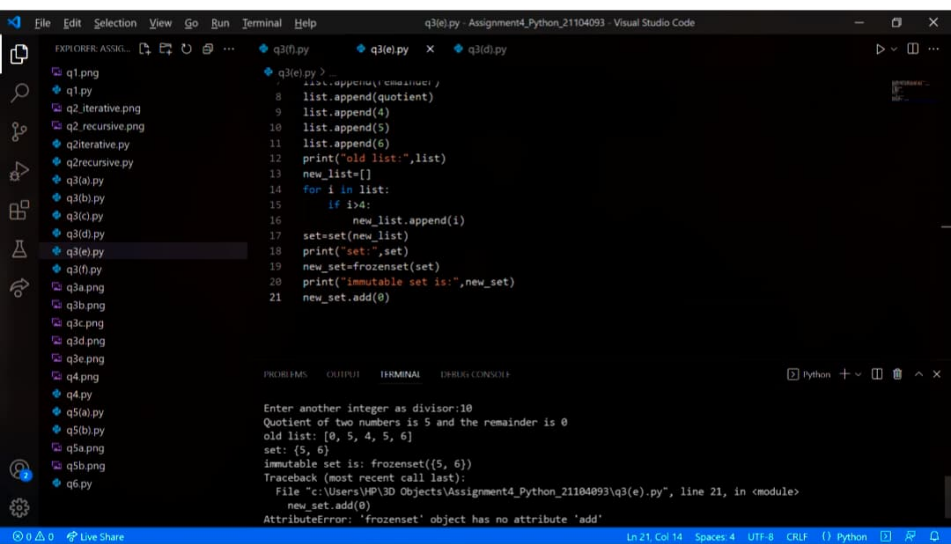 File Edit Selection View Go Run Terminal Help q3(e).py - Assignment4_Python_21104093 - Visual Studio Code
EXPLORER: ASSIG...
q3(f).py q3(e).py q3(d).py
q3(e).py > ...
q1.png
q1.py
q2_iterative.png
q2_recursive.png
q2iterative.py
q2recursive.py
q3(a).py
q3(b).py
q3(c).py
q3(d).py
q3(e).py
q3(f).py
q3a.png
q3b.png
q3c.png
q3d.png
q3e.png
q4.png
q4.py
q5(a).py
q5(b).py
q5a.png
q5b.png
q6.py
7 list.append(remainder)
8 list.append(quotient)
9 list.append(4)
10 list.append(5)
11 list.append(6)
12 print("old list:",list)
13 new_list=[]
14 for i in list:
15 if i>4:
16 new_list.append(i)
17 set=set(new_list)
18 print("set:",set)
19 new_set=frozenset(set)
20 print("immutable set is:",new_set)
21 new_set.add(0)
PROBLEMS OUTPUT TERMINAL DEBUG CONSOLE Python
Enter another integer as divisor:10
Quotient of two numbers is 5 and the remainder is 0
old list: [0, 5, 4, 5, 6]
set: {5, 6}
immutable set is: frozenset({5, 6})
Traceback (most recent call last):
File "c:\Users\HP\3D Objects\Assignment4_Python_21104093\q3(e).py", line 21, in <module>
new_set.add(0)
AttributeError: 'frozenset' object has no attribute 'add'
2
0 0 Live Share Ln 21, Col 14 Spaces: 4 UTF-8 CRLF Python